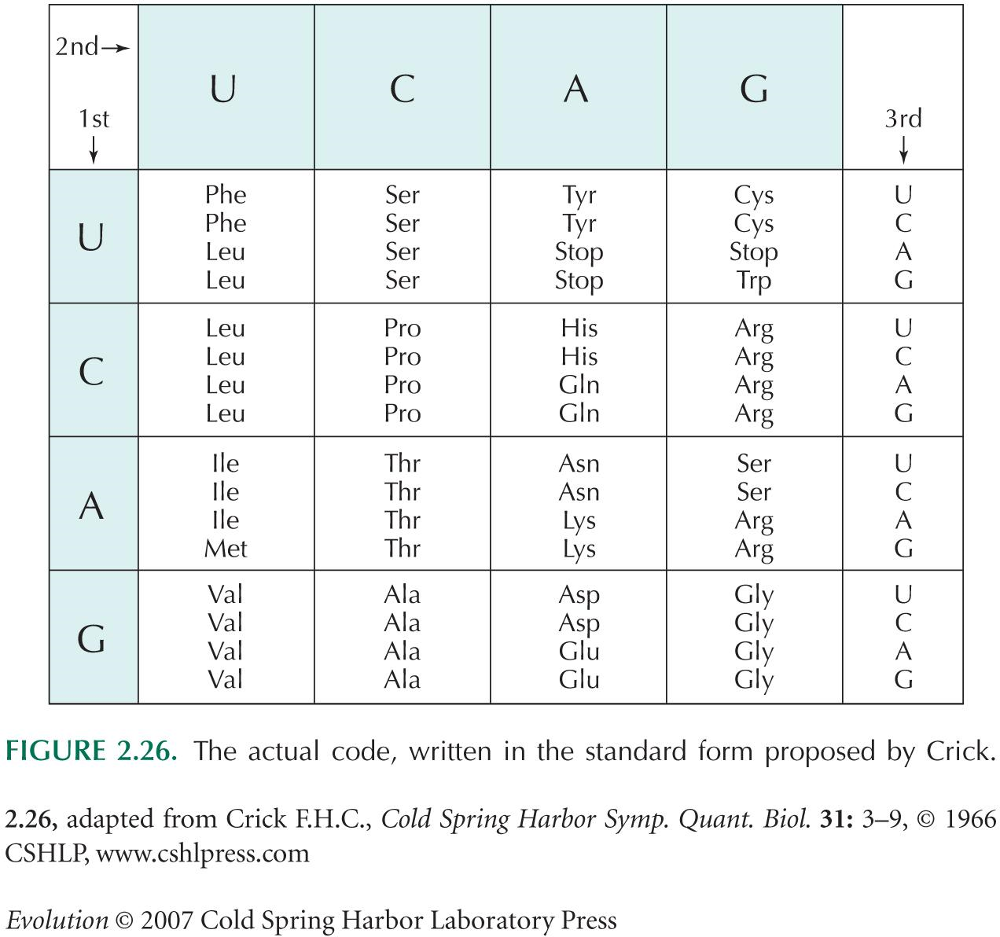 2nd→ U C A G
1st ↓ 3rd ↓
U Phe Ser Tyr Cys U
Phe Ser Tyr Cys C
Leu Ser Stop Stop A
Leu Ser Stop Trp G
C Leu Pro His Arg U
Leu Pro His Arg C
Leu Pro Gln Arg A
Leu Pro Gln Arg G
A Ile Thr Asn Ser U
Ile Thr Asn Ser C
Ile Thr Lys Arg A
Met Thr Lys Arg G
G Val Ala Asp Gly U
Val Ala Asp Gly C
Val Ala Glu Gly A
Val Ala Glu Gly G
FIGURE 2.26. The actual code, written in the standard form proposed by Crick.
2.26, adapted from Crick F.H.C., Cold Spring Harbor Symp. Quant. Biol. 31: 3–9, © 1966
CSHLP, www.cshlpress.com
Evolution © 2007 Cold Spring Harbor Laboratory Press